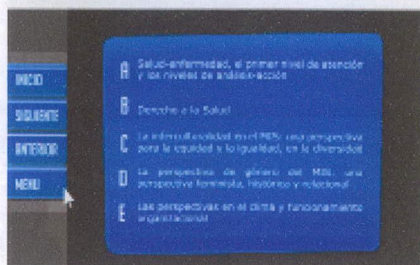 INICIO
SIGUIENTE
ANTERIOR
MENU
A Salud-enfermedad, el primer nivel de atención
y los niveles de análisis-acción
B Derecho a la Salud
C La interculturalidad en el MIS: una perspectiva
para la equidad y la igualdad, en la diversidad
D La perspectiva de género del MIS, una
perspectiva feminista, histórica y relacional
E Las perspectivas en el clima y funcionamiento
organizacional